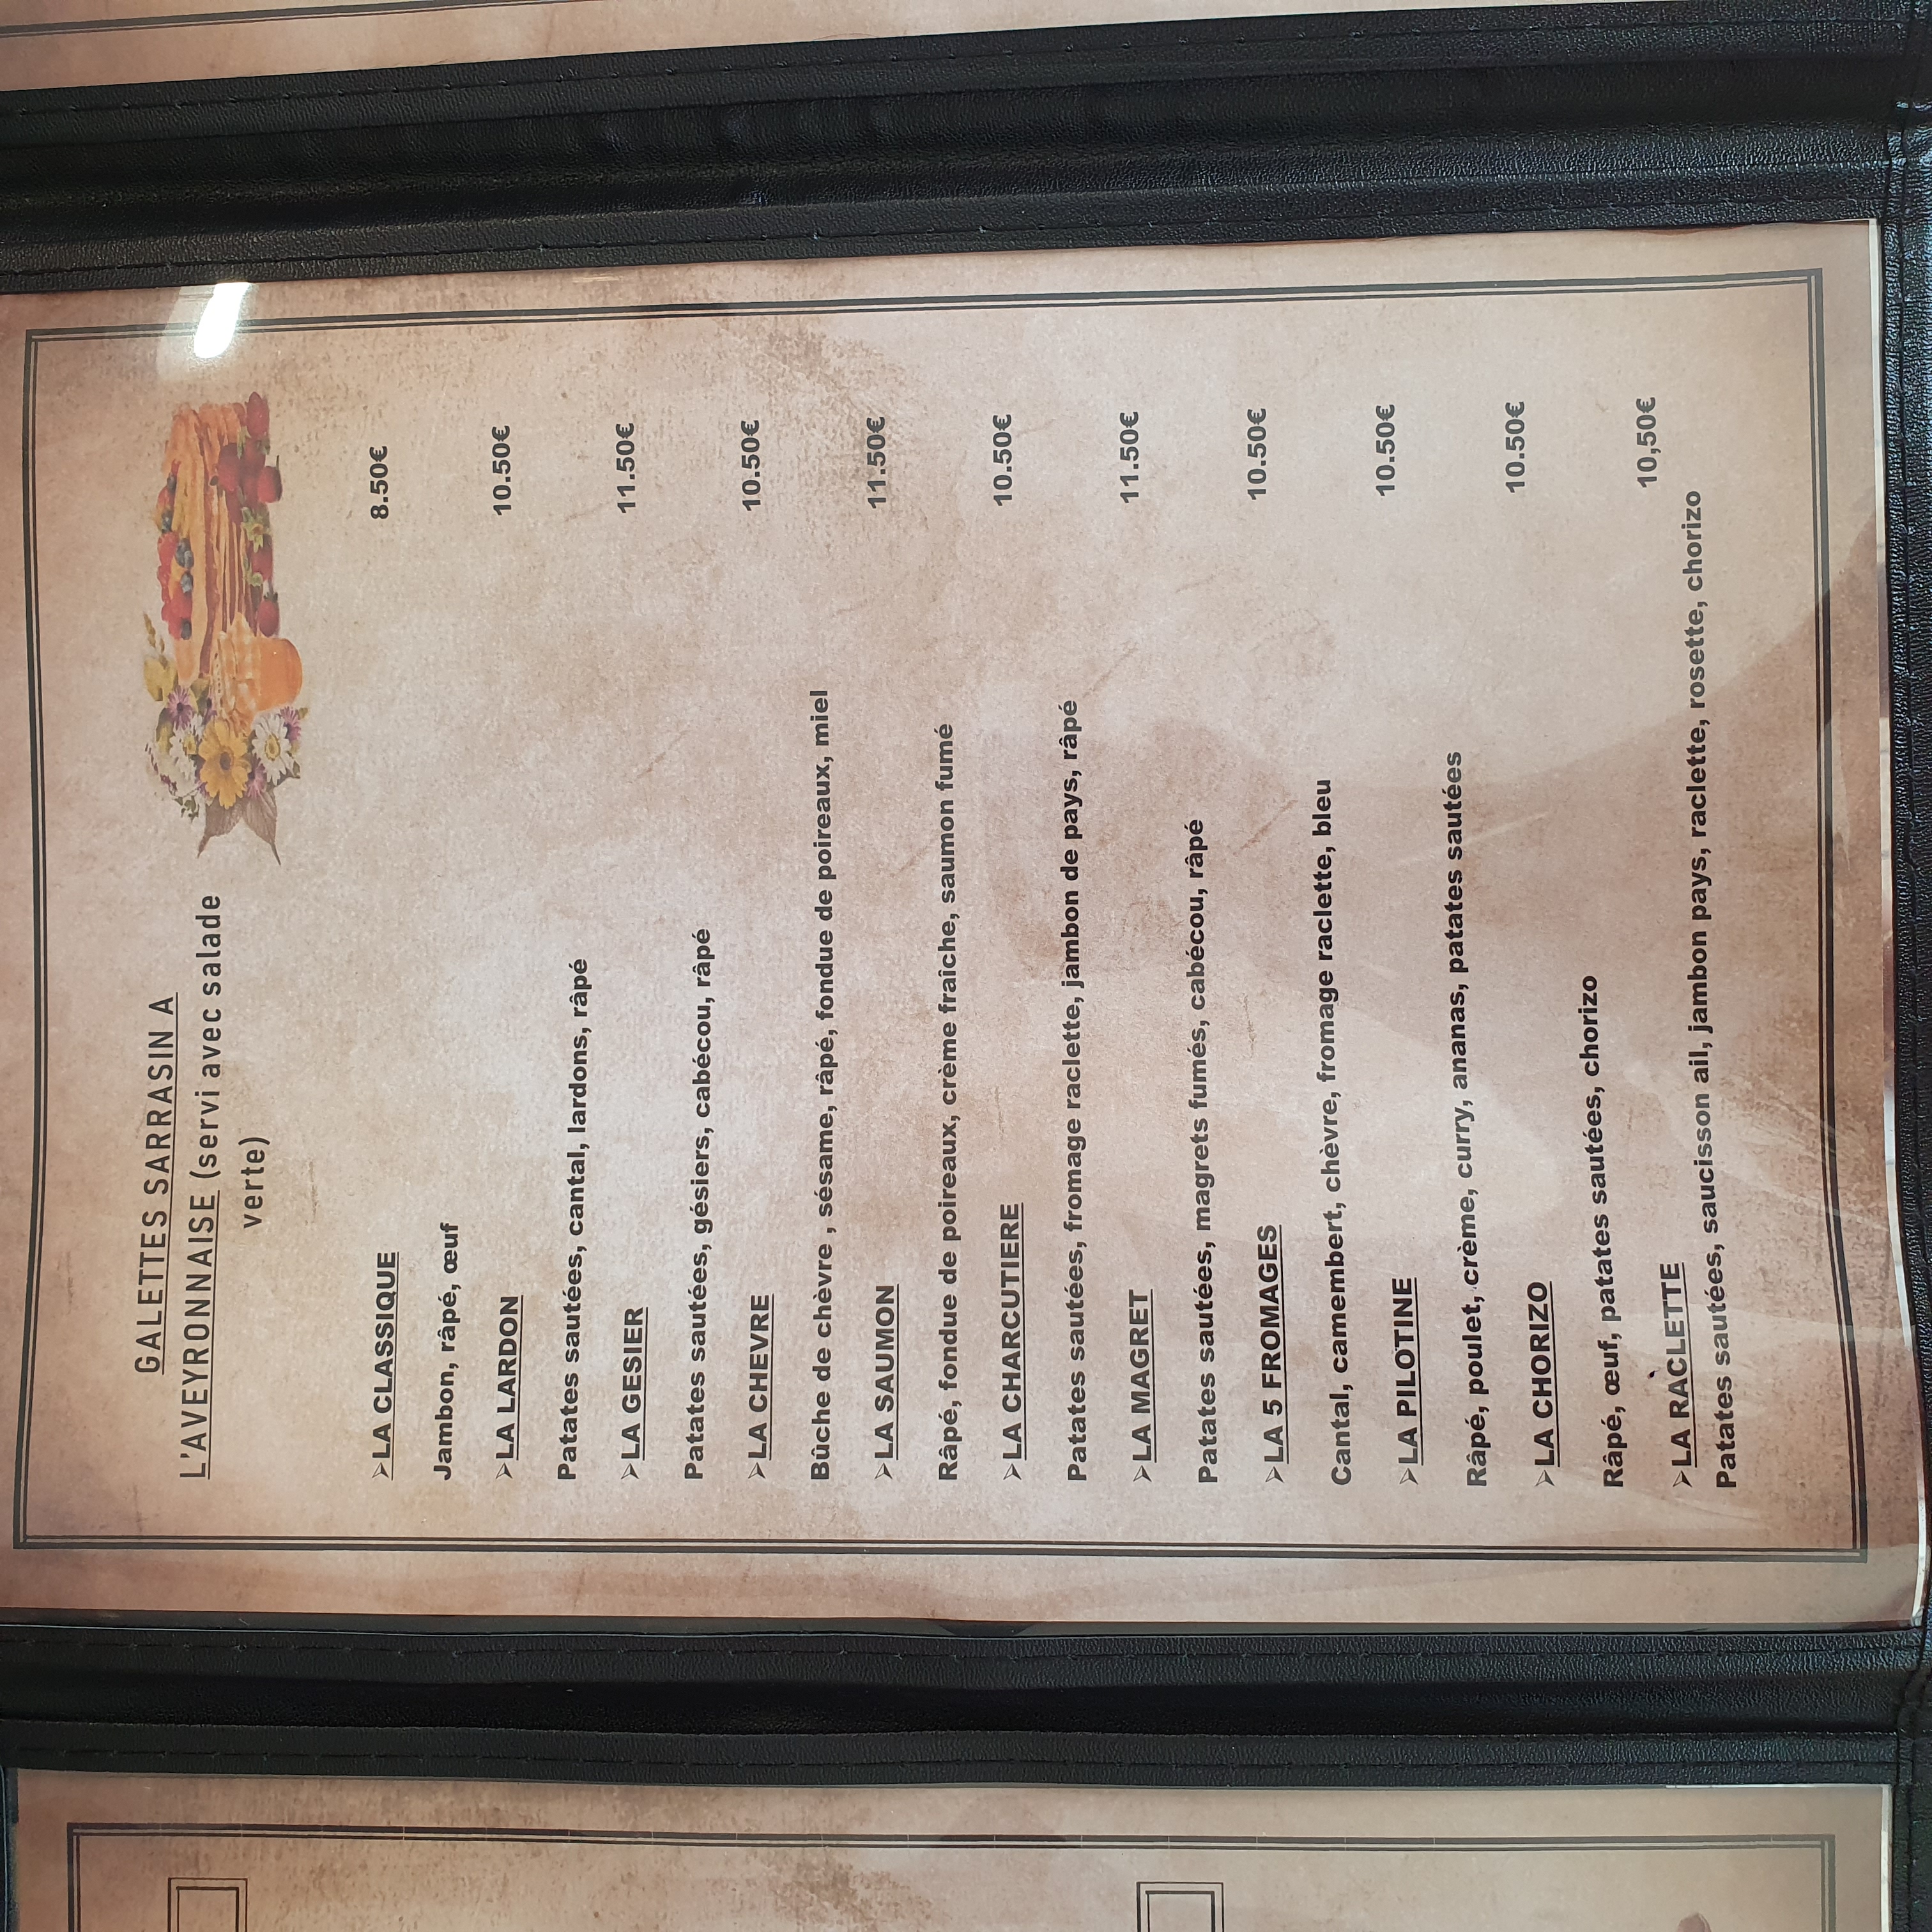 GALETTES SARRASIN A
L'AVEYRONNAISE (servi avec salade
verte)
➢LA CLASSIQUE 8.50€
Jambon, râpé, œuf
➢LA LARDON 10.50€
Patates sautées, cantal, lardons, râpé
➢LA GESIER 11.50€
Patates sautées, gésiers, cabécou, râpé
➢LA CHEVRE 10.50€
Bûche de chèvre , sésame, râpé, fondue de poireaux, miel
➢LA SAUMON 11.50€
Râpé, fondue de poireaux, crème fraîche, saumon fumé
➢LA CHARCUTIERE 10.50€
Patates sautées, fromage raclette, jambon de pays, râpé
➢LA MAGRET 11.50€
Patates sautées, magrets fumés, cabécou, râpé
➢LA 5 FROMAGES 10.50€
Cantal, camembert, chèvre, fromage raclette, bleu
➢LA PILOTINE 10.50€
Râpé, poulet, crème, curry, ananas, patates sautées
➢LA CHORIZO 10.50€
Râpé, œuf, patates sautées, chorizo
➢LA RACLETTE 10,50€
Patates sautées, saucisson ail, jambon pays, raclette, rosette, chorizo